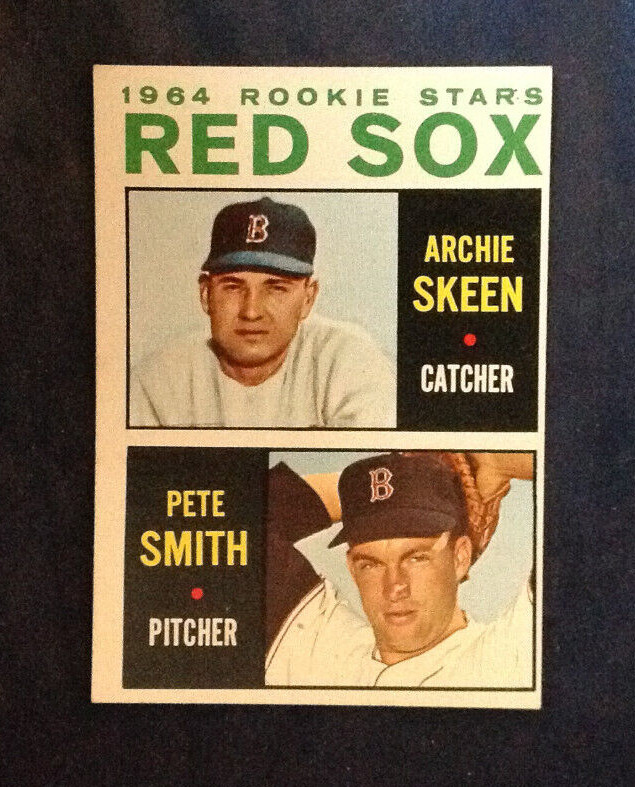 1964 ROOKIE STARS
RED SOX
B
ARCHIE
SKEEN
CATCHER
B
PETE
SMITH
PITCHER